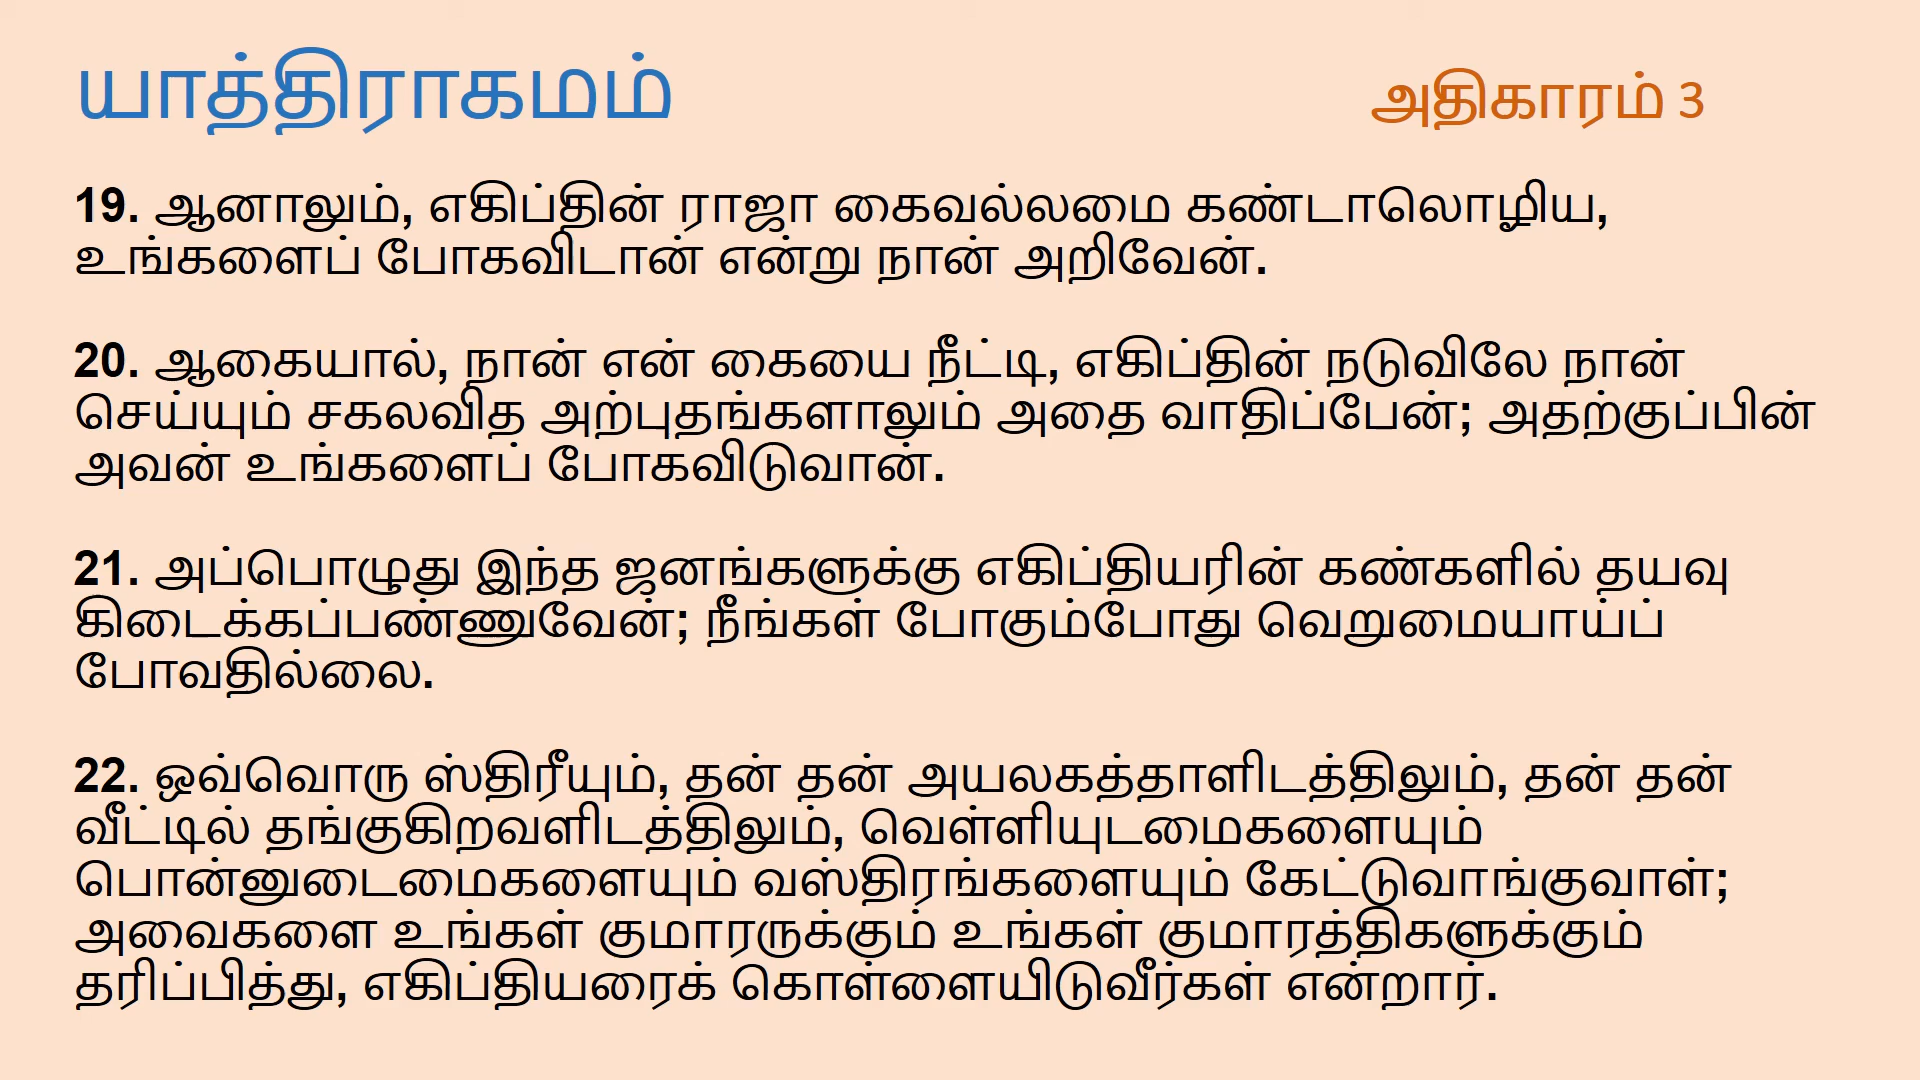 யாத்திராகமம்
அதிகாரம் 3
19. ஆனாலும், எகிப்தின் ராஜா கைவல்லமை கண்டாலொழிய,
உங்களைப் போகவிடான் என்று நான் அறிவேன்.
20. ஆகையால், நான் என் கையை நீட்டி, எகிப்தின் நடுவிலே நான்
செய்யும் சகலவித அற்புதங்களாலும் அதை வாதிப்பேன்; அதற்குப்பின்
அவன் உங்களைப் போகவிடுவான்.
21. அப்பொழுது இந்த ஜனங்களுக்கு எகிப்தியரின் கண்களில் தயவு
கிடைக்கப்பண்ணுவேன்; நீங்கள் போகும்போது வெறுமையாய்ப்
போவதில்லை.
22. ஒவ்வொரு ஸ்திரீயும், தன் தன் அயலகத்தாளிடத்திலும், தன் தன்
வீட்டில் தங்குகிறவளிடத்திலும், வெள்ளியுடமைகளையும்
பொன்னுடைமைகளையும் வஸ்திரங்களையும் கேட்டுவாங்குவாள்;
அவைகளை உங்கள் குமாரருக்கும் உங்கள் குமாரத்திகளுக்கும்
தரிப்பித்து, எகிப்தியரைக் கொள்ளையிடுவீர்கள் என்றார்.